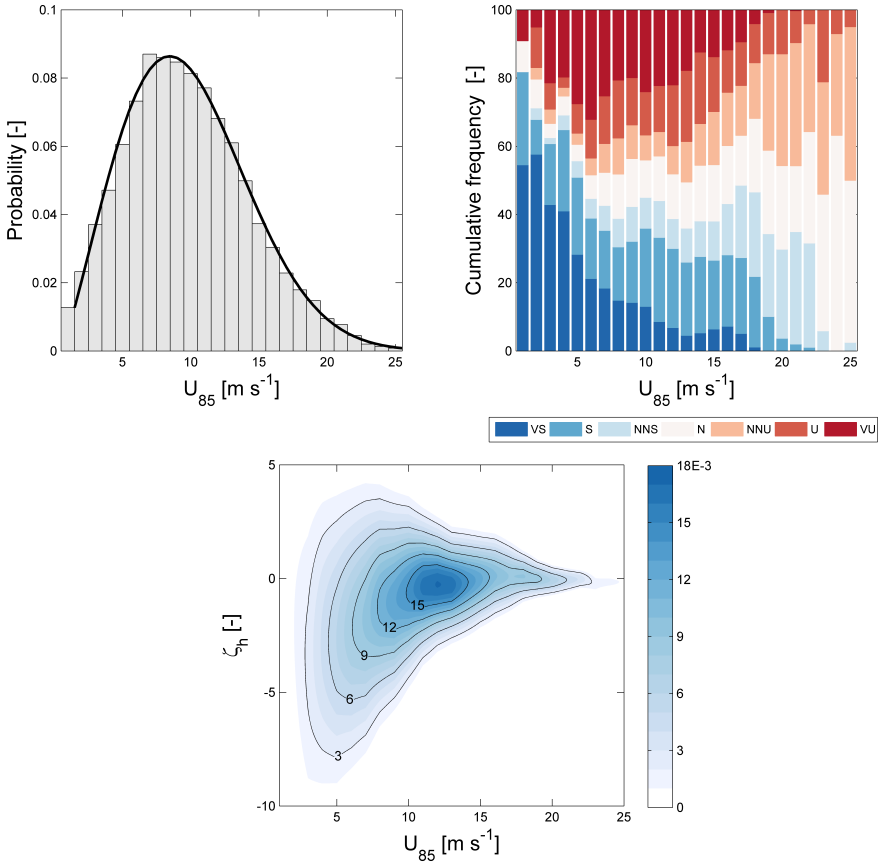 0.1
0.08
0.06
0.04
0.02
0
Probability [-]
5 10 15 20 25
U85 [m s-1]
100
80
60
40
20
0
Cumulative frequency [-]
5 10 15 20 25
U85 [m s-1]
VS S NNS N NNU U VU
5
0
-5
-10
ζh [-]
15
12
9
6
3
5 10 15 20 25
U85 [m s-1]
18E-3
15
12
9
6
3
0